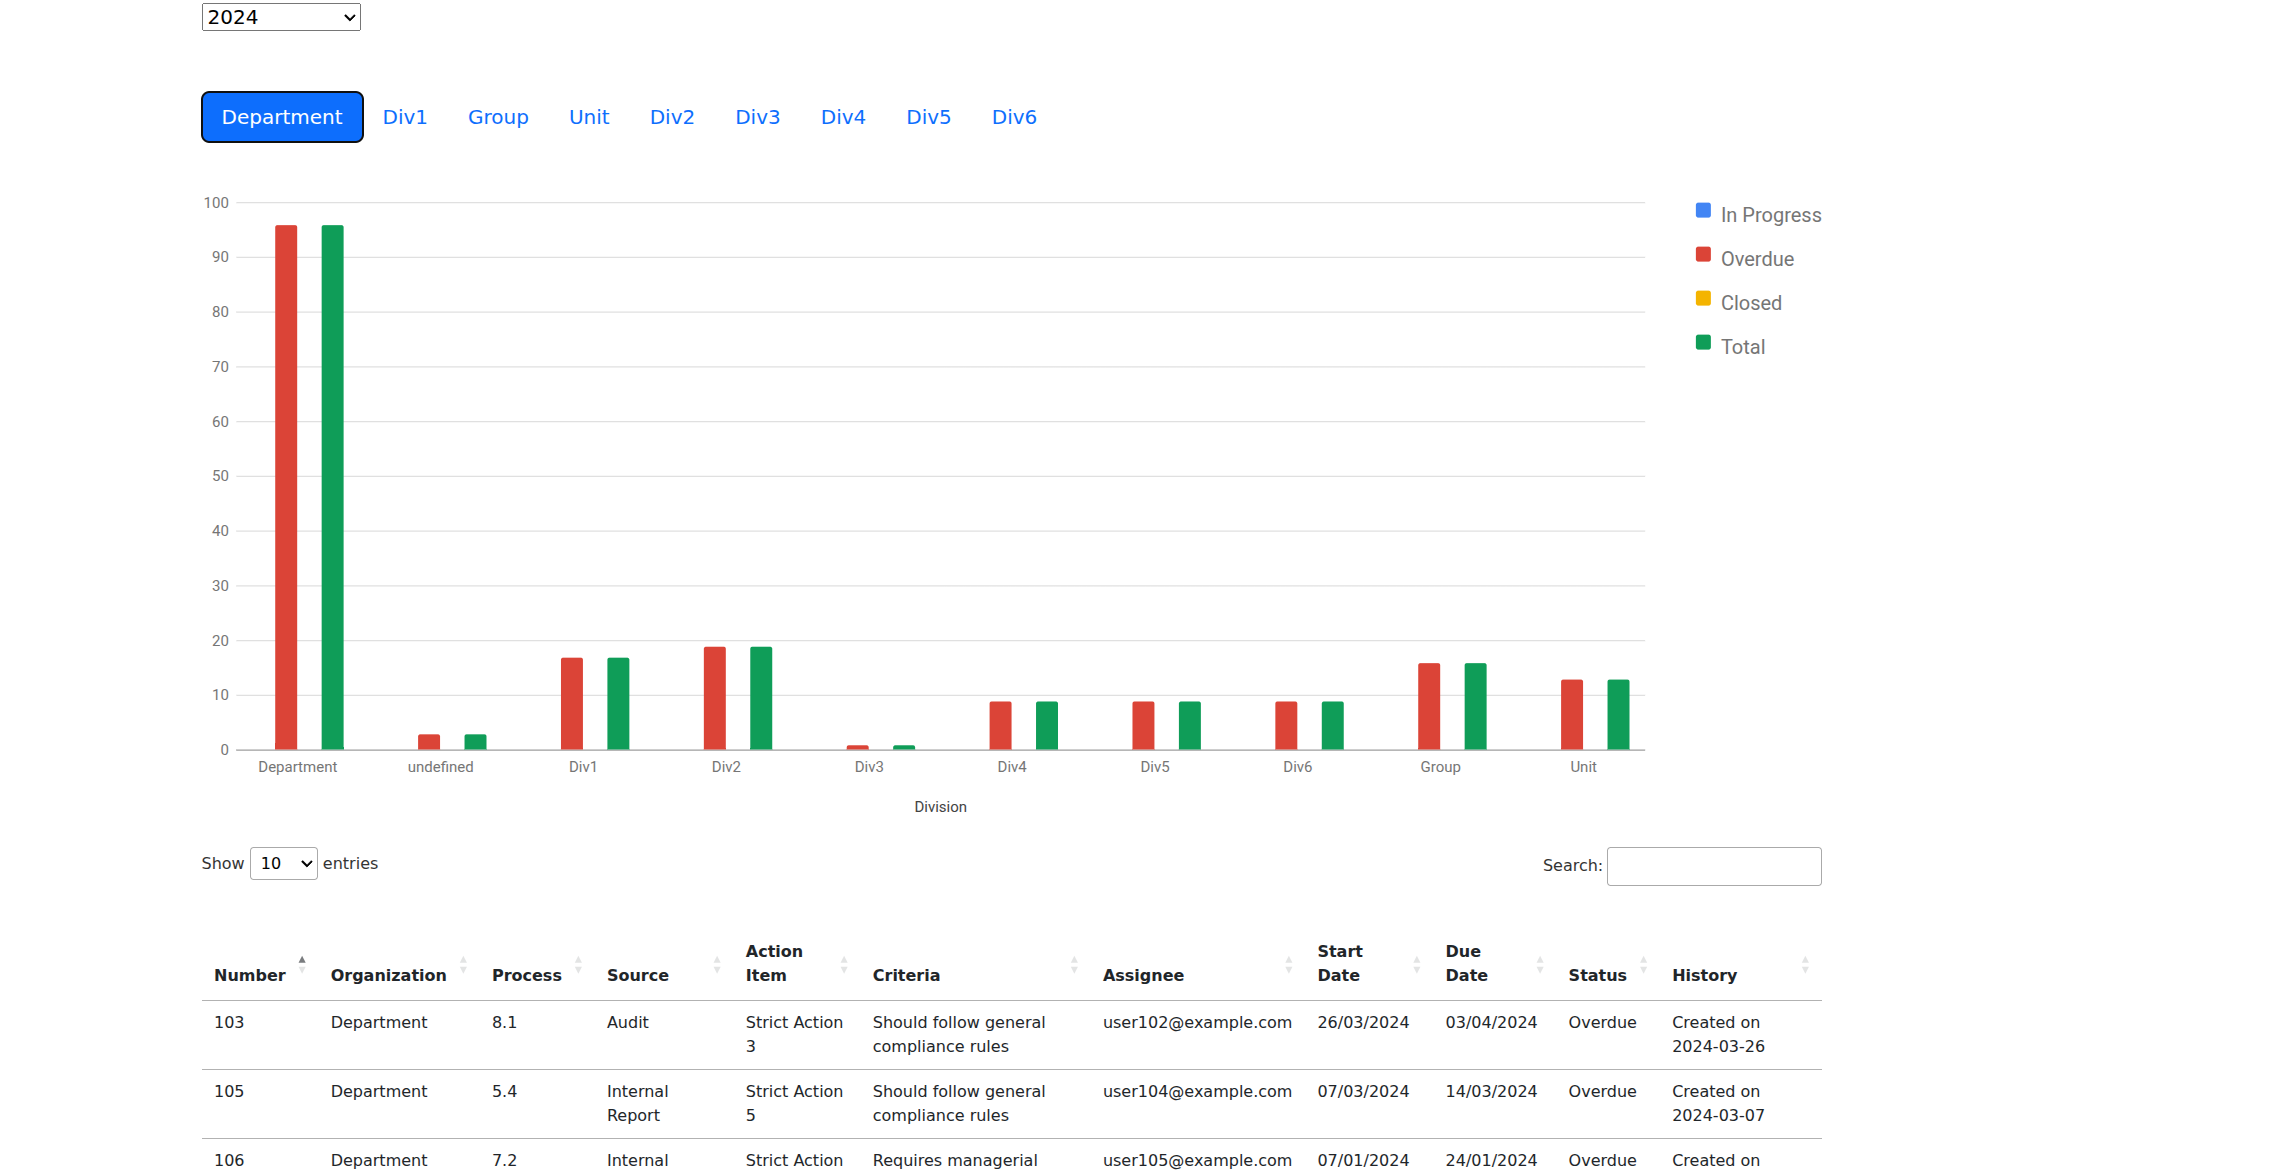 2024
Department Div1 Group Unit Div2 Div3 Div4 Div5 Div6
100
90
80
70
60
50
40
30
20
10
0
In Progress
Overdue
Closed
Total
Department undefined Div1 Div2 Div3 Div4 Div5 Div6 Group Unit
Division
Show 10 entries
Search:
Number Organization Process Source Action Item Criteria Assignee Start Date Due Date Status History
103 Department 8.1 Audit Strict Action Should follow general user102@example.com 26/03/2024 03/04/2024 Overdue Created on
3 compliance rules 2024-03-26
105 Department 5.4 Internal Strict Action Should follow general user104@example.com 07/03/2024 14/03/2024 Overdue Created on
Report 5 compliance rules 2024-03-07
106 Department 7.2 Internal Strict Action Requires managerial user105@example.com 07/01/2024 24/01/2024 Overdue Created on